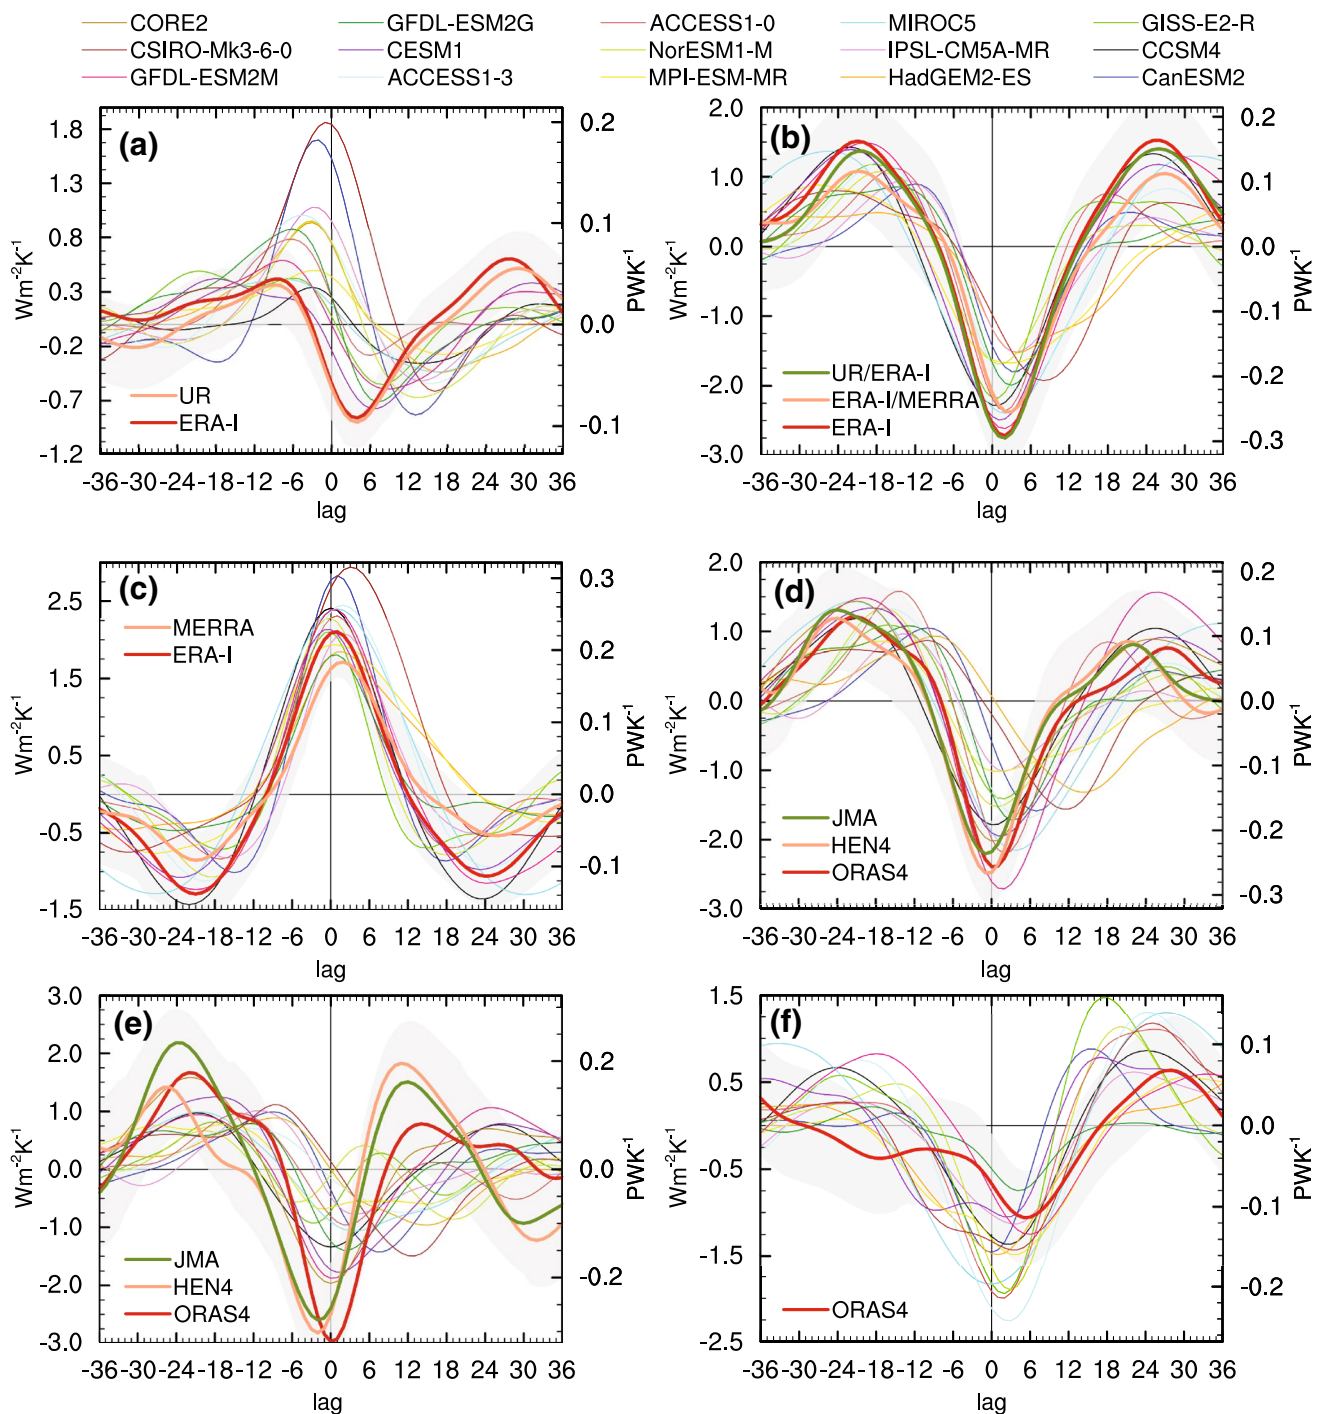 CORE2 GFDL-ESM2G ACCESS1-0 MIROC5 GISS-E2-R
CSIRO-Mk3-6-0 CESM1 NorESM1-M IPSL-CM5A-MR CCSM4
GFDL-ESM2M ACCESS1-3 MPI-ESM-MR HadGEM2-ES CanESM2
(a)
Wm⁻²K⁻¹
1.8
1.3
0.8
0.3
-0.2
-0.7
-1.2
UR
ERA-I
0.2
0.1
0.0
-0.1
PWK⁻¹
-36 -30 -24 -18 -12 -6 0 6 12 18 24 30 36
lag
(b)
Wm⁻²K⁻¹
2.0
1.0
0.0
-1.0
-2.0
-3.0
UR/ERA-I
ERA-I/MERRA
ERA-I
0.2
0.1
0.0
-0.1
-0.2
-0.3
PWK⁻¹
-36 -30 -24 -18 -12 -6 0 6 12 18 24 30 36
lag
(c)
Wm⁻²K⁻¹
2.5
1.5
0.5
-0.5
-1.5
MERRA
ERA-I
0.3
0.2
0.1
0.0
-0.1
PWK⁻¹
-36 -30 -24 -18 -12 -6 0 6 12 18 24 30 36
lag
(d)
Wm⁻²K⁻¹
2.0
1.0
0.0
-1.0
-2.0
-3.0
JMA
HEN4
ORAS4
0.2
0.1
0.0
-0.1
-0.2
-0.3
PWK⁻¹
-36 -30 -24 -18 -12 -6 0 6 12 18 24 30 36
lag
(e)
Wm⁻²K⁻¹
3.0
2.0
1.0
0.0
-1.0
-2.0
-3.0
JMA
HEN4
ORAS4
0.2
0.0
-0.2
PWK⁻¹
-36 -30 -24 -18 -12 -6 0 6 12 18 24 30 36
lag
(f)
Wm⁻²K⁻¹
1.5
0.5
-0.5
-1.5
-2.5
ORAS4
0.1
0.0
-0.1
-0.2
PWK⁻¹
-36 -30 -24 -18 -12 -6 0 6 12 18 24 30 36
lag